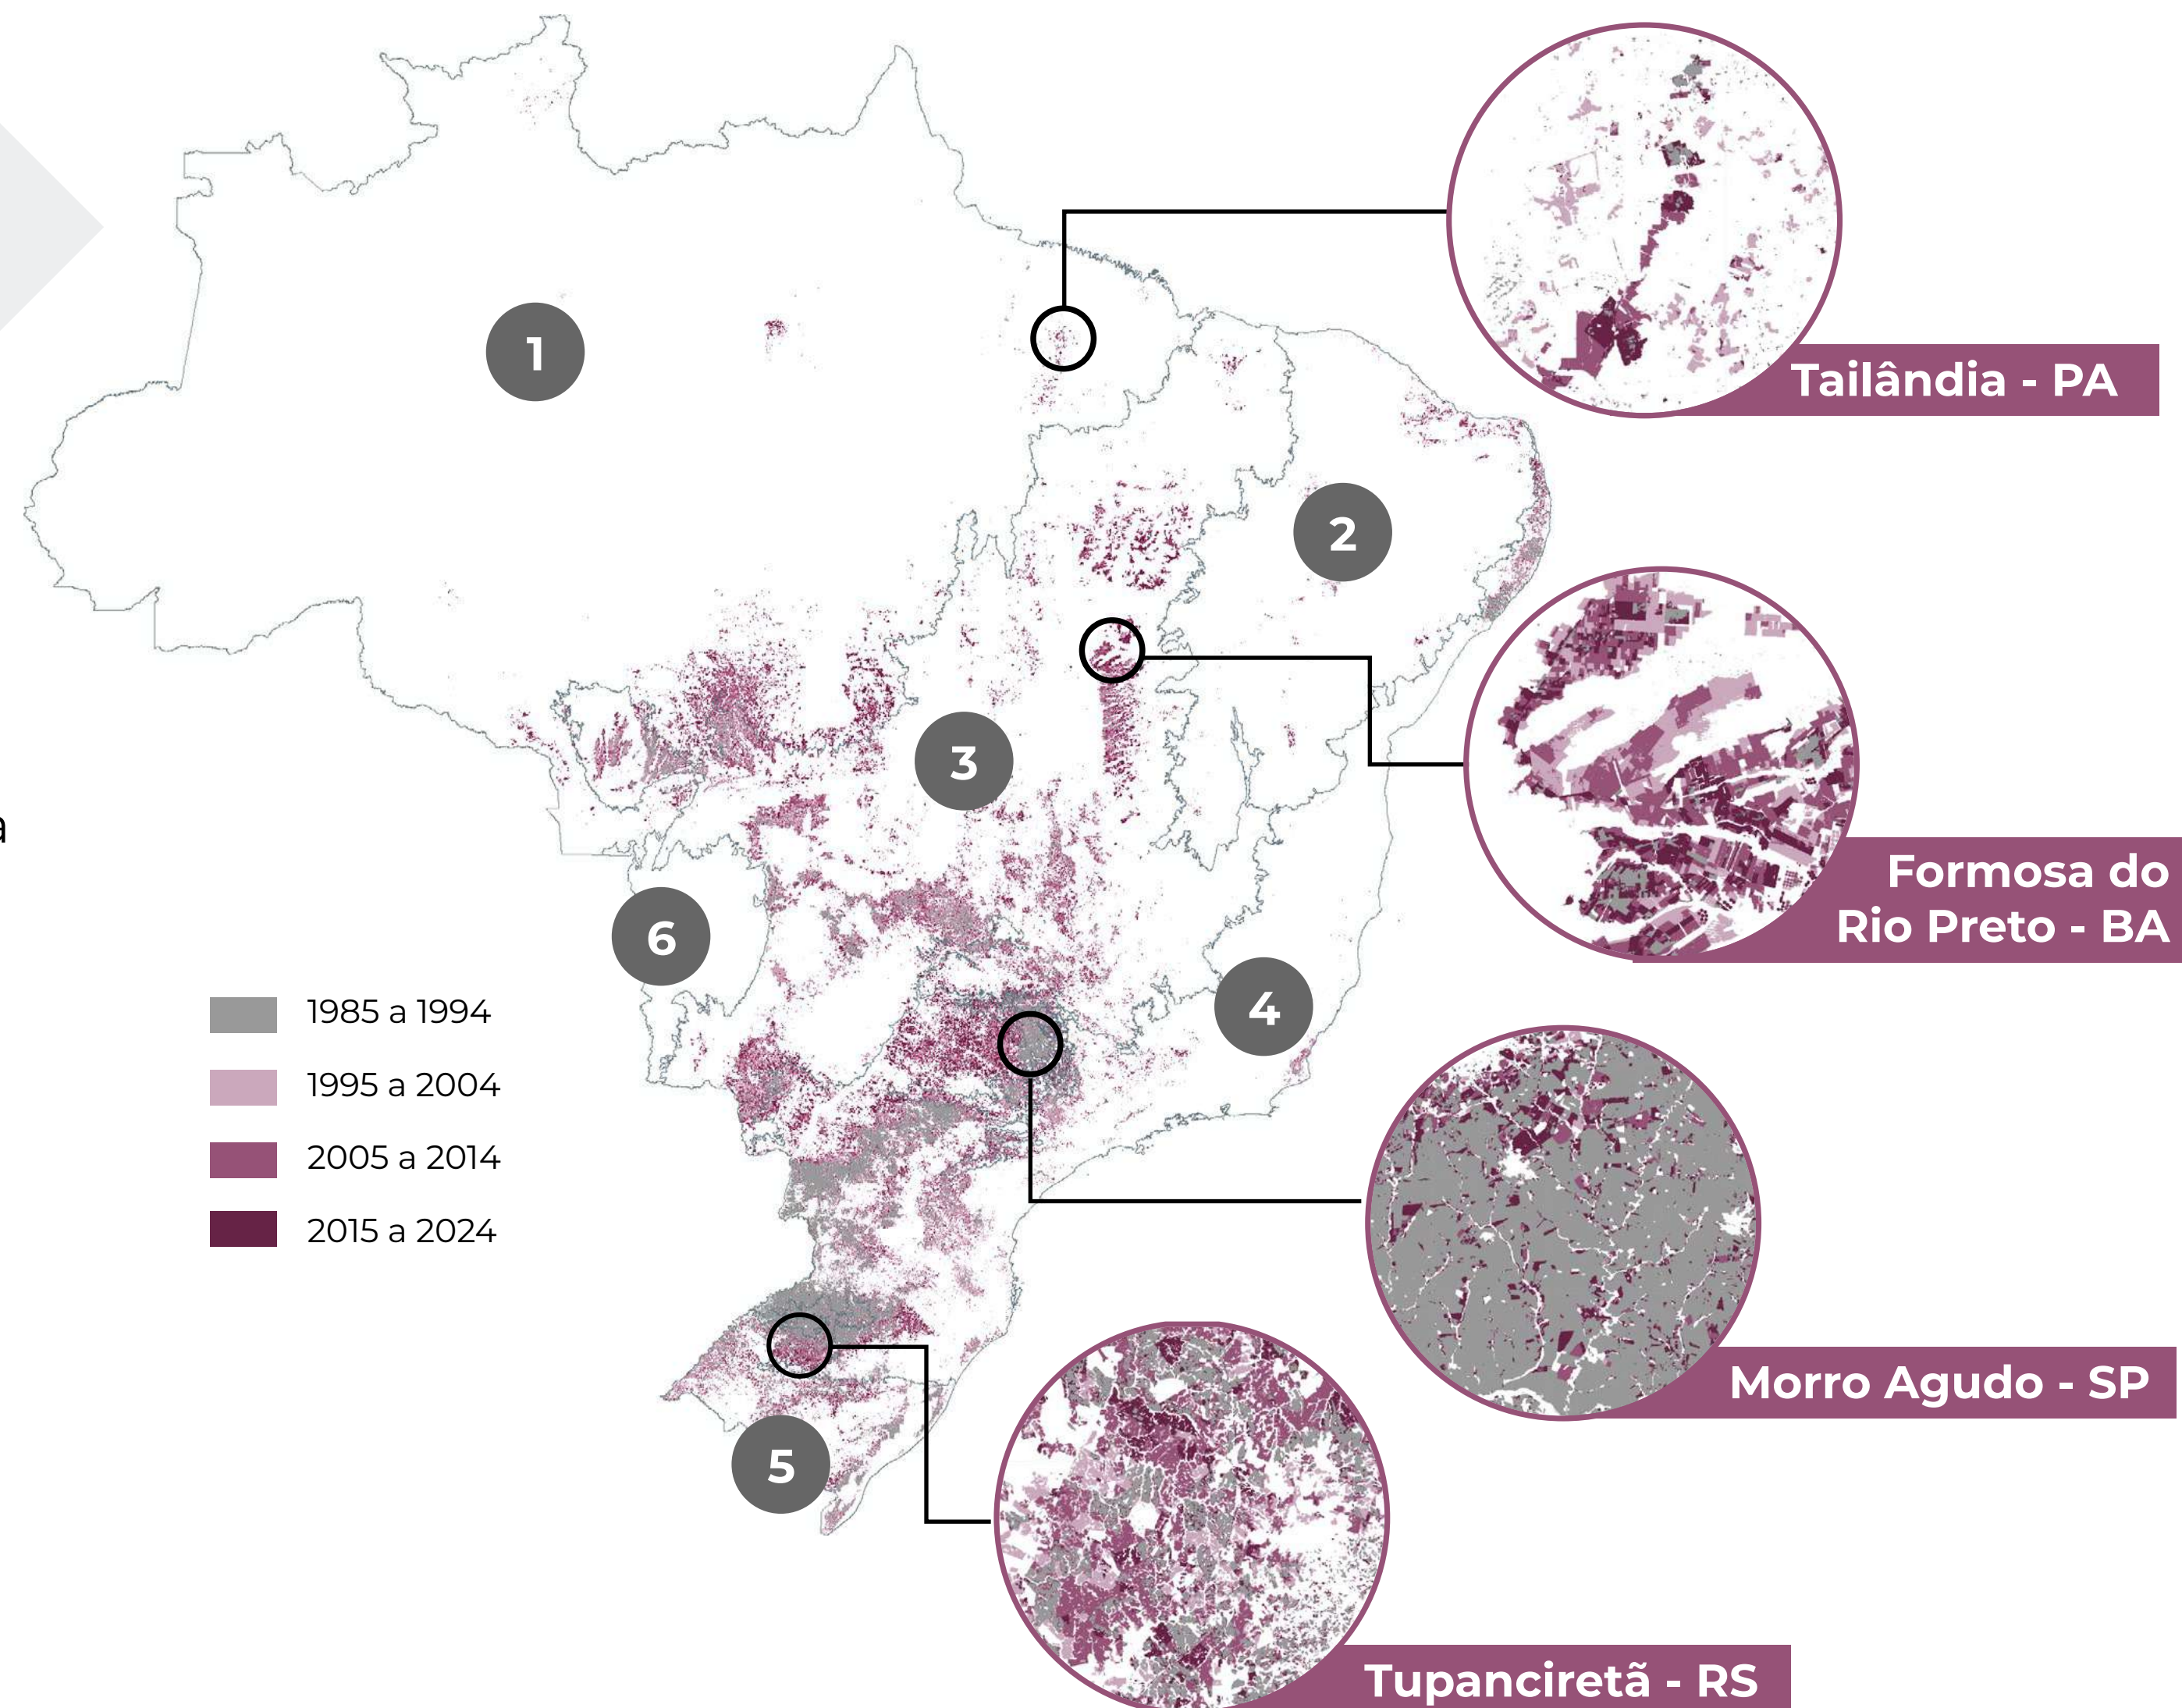 1
Tailândia - PA
2
3
Formosa do
Rio Preto - BA
a
6
4
1985 a 1994
1995 a 2004
2005 a 2014
2015 a 2024
Morro Agudo - SP
5
Tupanciretã - RS